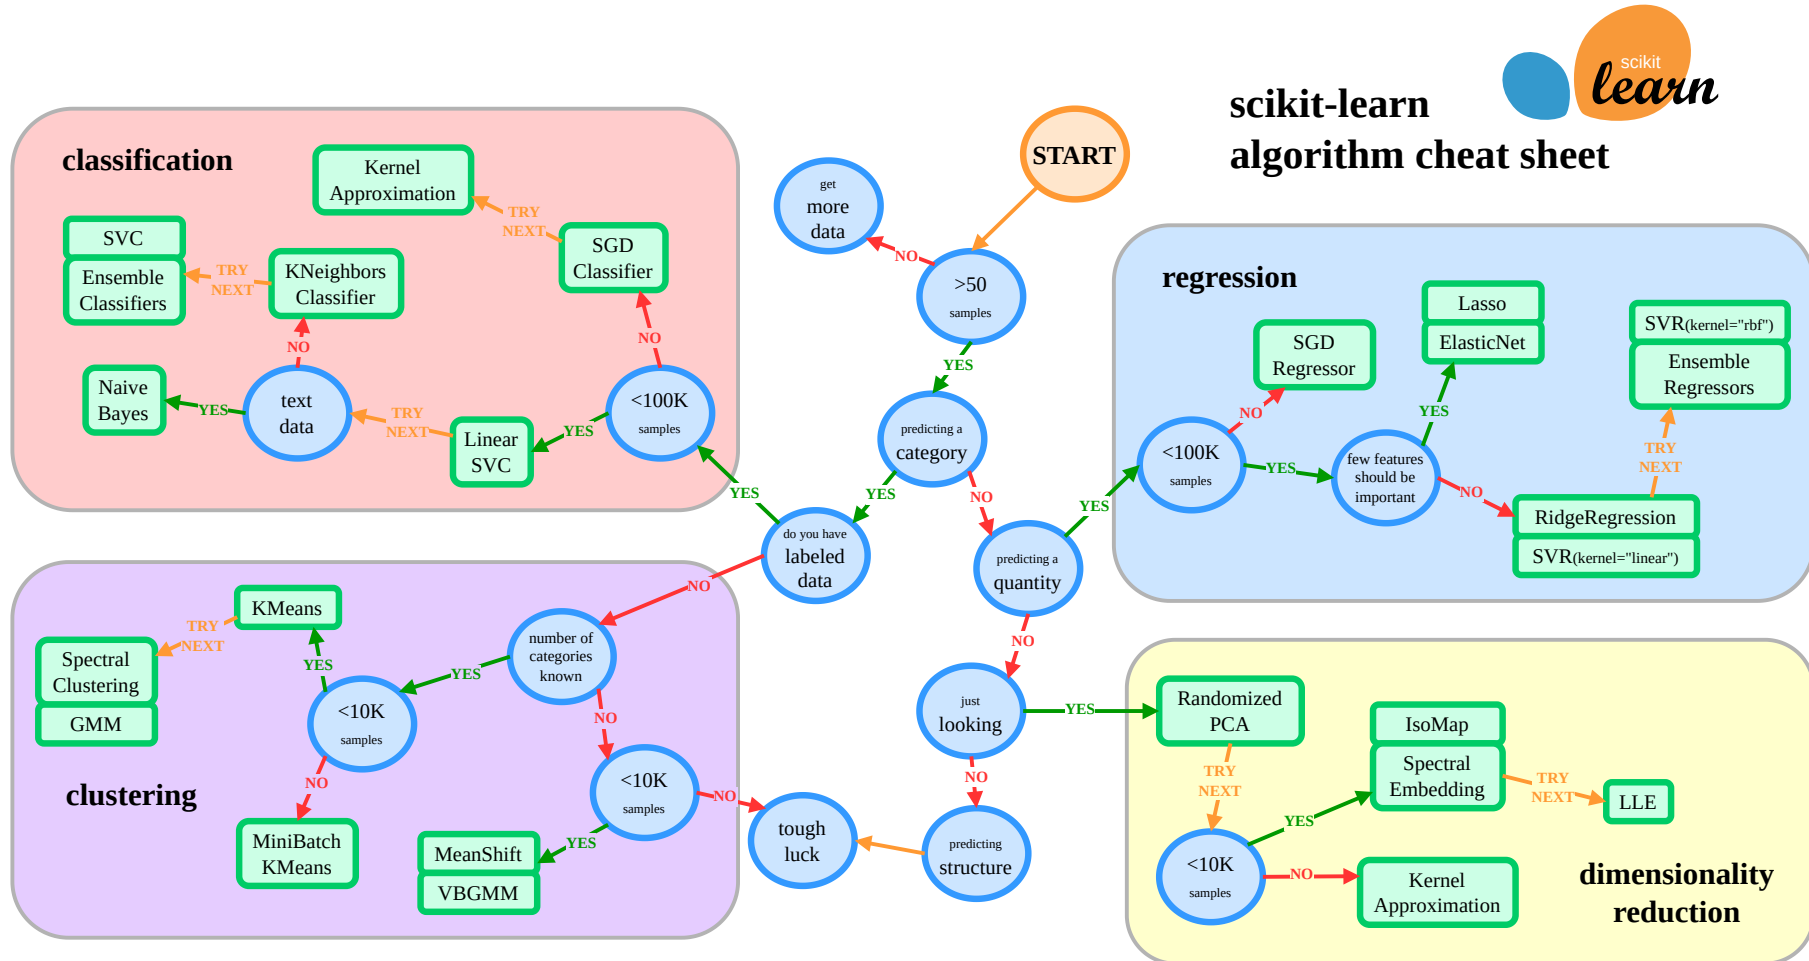 scikit
learn
scikit-learn
algorithm cheat sheet
START
get
more
data
NO
>50
samples
YES
predicting a
category
YES
NO
do you have
labeled
data
YES
NO
predicting a
quantity
YES
NO
just
looking
YES
NO
predicting
structure
tough
luck
classification
Kernel
Approximation
TRY
NEXT
SGD
Classifier
NO
<100K
samples
YES
Linear
SVC
TRY
NEXT
text
data
YES
Naive
Bayes
NO
KNeighbors
Classifier
TRY
NEXT
SVC
Ensemble
Classifiers
regression
SGD
Regressor
NO
<100K
samples
YES
few features
should be
important
YES
Lasso
ElasticNet
NO
RidgeRegression
SVR(kernel="linear")
TRY
NEXT
SVR(kernel="rbf")
Ensemble
Regressors
clustering
number of
categories
known
YES
NO
<10K
samples
YES
KMeans
TRY
NEXT
Spectral
Clustering
GMM
NO
MiniBatch
KMeans
<10K
samples
NO
YES
MeanShift
VBGMM
dimensionality
reduction
Randomized
PCA
TRY
NEXT
<10K
samples
YES
IsoMap
Spectral
Embedding
TRY
NEXT
LLE
NO
Kernel
Approximation